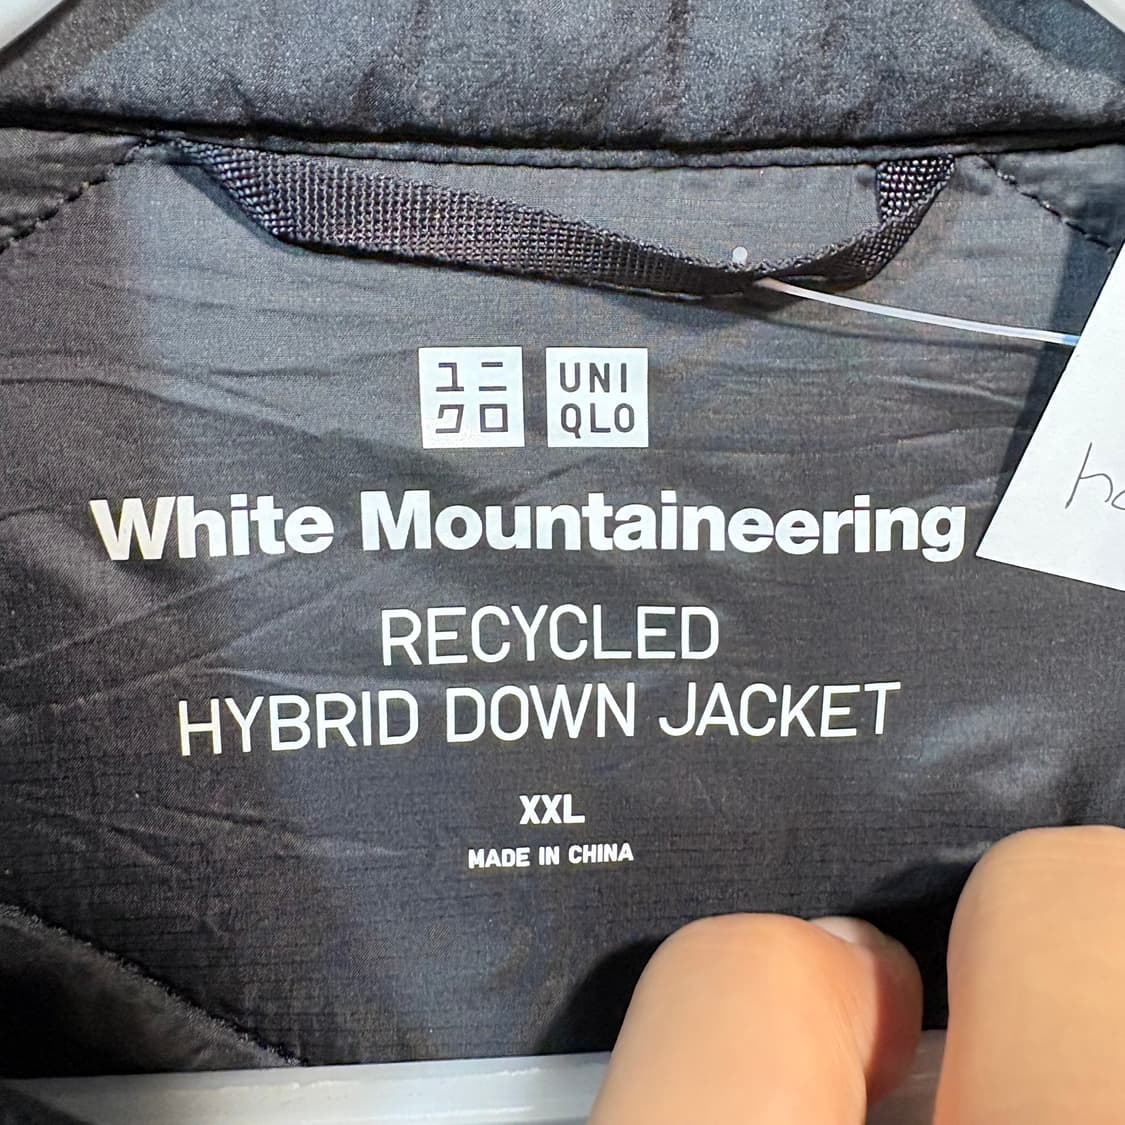 ユニ
クロ
UNI
QLO
White Mountaineering
RECYCLED
HYBRID DOWN JACKET
XXL
MADE IN CHINA